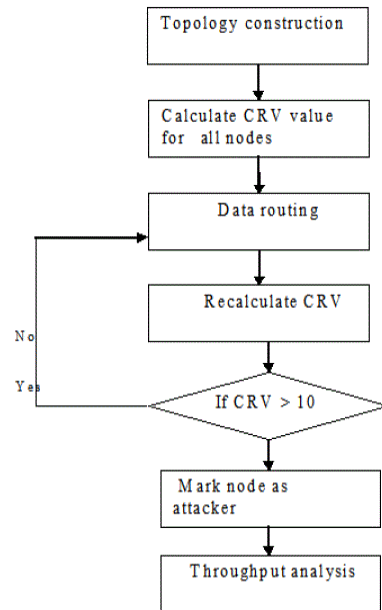 Topology construction
Calculate CRV value
for all nodes
Data routing
Recalculate CRV
No
Yes
If CRV > 10
Mark node as
attacker
Throughput analysis